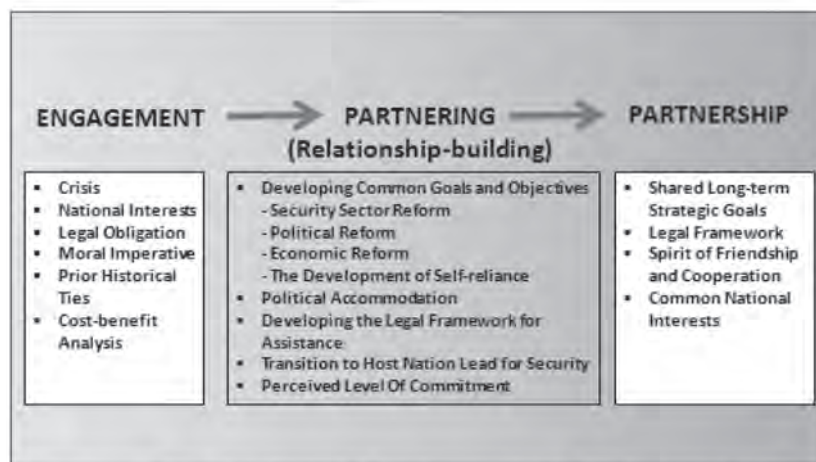 ENGAGEMENT
PARTNERING
(Relationship-building)
PARTNERSHIP
▪ Crisis
▪ National Interests
▪ Legal Obligation
▪ Moral Imperative
▪ Prior Historical
Ties
▪ Cost-benefit
Analysis
▪ Developing Common Goals and Objectives
- Security Sector Reform
- Political Reform
- Economic Reform
- The Development of Self-reliance
▪ Political Accommodation
▪ Developing the Legal Framework for
Assistance
▪ Transition to Host Nation Lead for Security
▪ Perceived Level Of Commitment
▪ Shared Long-term
Strategic Goals
▪ Legal Framework
▪ Spirit of Friendship
and Cooperation
▪ Common National
Interests